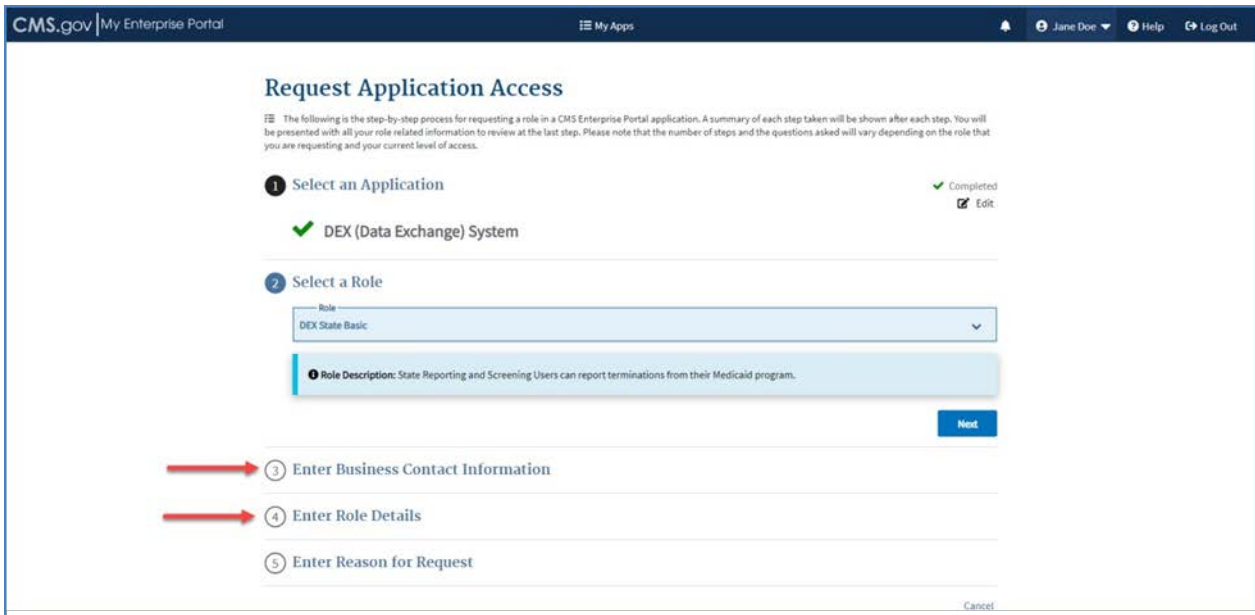 CMS.gov My Enterprise Portal
My Apps
Jane Doe
Help
Log Out
Request Application Access
The following is the step-by-step process for requesting a role in a CMS Enterprise Portal application. A summary of each step taken will be shown after each step. You will
be presented with all your role related information to review at the last step. Please note that the number of steps and the questions asked will vary depending on the role that
you are requesting and your current level of access.
1 Select an Application
Completed
Edit
DEX (Data Exchange) System
2 Select a Role
Role
DEX State Basic
Role Description: State Reporting and Screening Users can report terminations from their Medicaid program.
Next
3 Enter Business Contact Information
4 Enter Role Details
5 Enter Reason for Request
Cancel